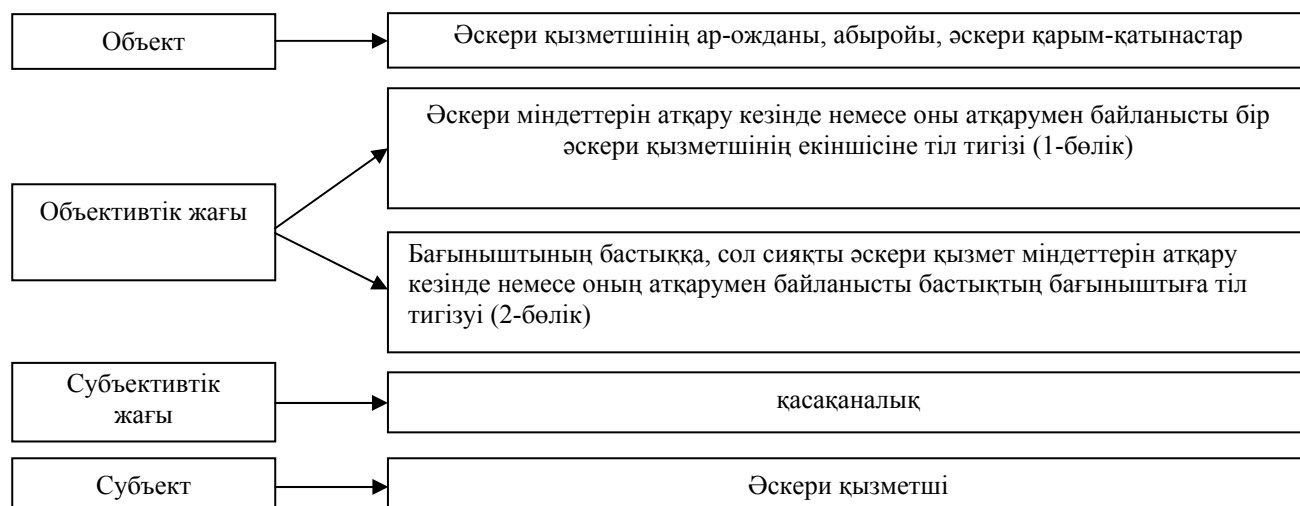 Объект
Әскери қызметшінің ар-ожданы, абыройы, әскери қарым-қатынастар
Объективтік жағы
Әскери міндеттерін атқару кезінде немесе оны атқарумен байланысты бір
әскери қызметшінің екіншісіне тіл тигізі (1-бөлік)
Бағыныштының бастыққа, сол сияқты әскери қызмет міндеттерін атқару
кезінде немесе оның атқарумен байланысты бастықтың бағыныштыға тіл
тигізуі (2-бөлік)
Субъективтік
жағы
қасақаналық
Субъект
Әскери қызметші